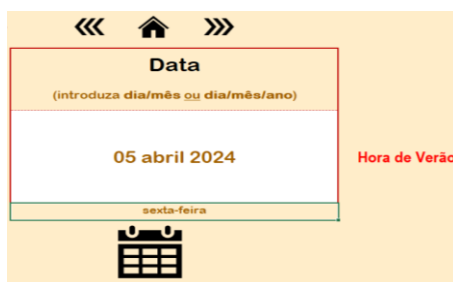 Data
(introduza dia/mês ou dia/mês/ano)
05 abril 2024
Hora de Verão
sexta-feira